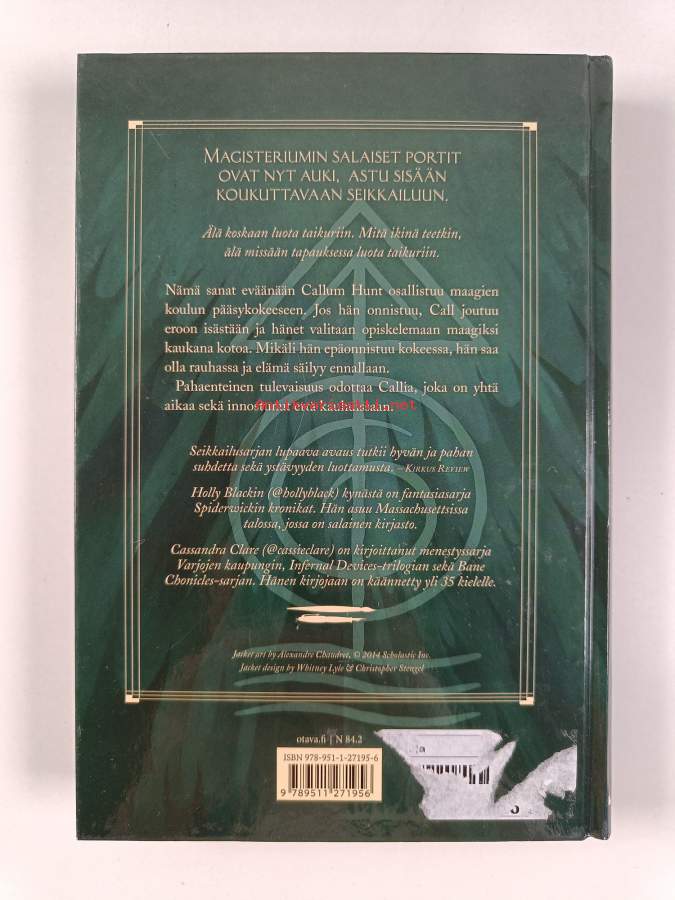 MAGISTERIUMIN SALAISET PORTIT
OVAT NYT AUKI, ASTU SISÄÄN
KOUKUTTAVAAN SEIKKAILUUN.
Älä koskaan luota taikuriin. Mitä ikinä teetkin,
älä missään tapauksessa luota taikuriin.
Nämä sanat eväänään Callum Hunt osallistuu maagien
koulun pääsykokeeseen. Jos hän onnistuu, Call joutuu
eroon isästään ja hänet valitaan opiskelemaan maagiksi
kaukana kotoa. Mikäli hän epäonnistuu kokeessa, hän saa
olla rauhassa ja elämä säilyy ennallaan.
Pahaenteinen tulevaisuus odottaa Callia, joka on yhtä
aikaa sekä innostunut että kauhuissaan.
Seikkailusarjan lupaava avaus tutkii hyvän ja pahan
suhdetta sekä ystävyyden luottamusta. – KIRKUS REVIEW
Holly Blackin (@hollyblack) kynästä on fantasiasarja
Spiderwickin kronikat. Hän asuu Massachusettsissa
talossa, jossa on salainen kirjasto.
Cassandra Clare (@cassieclare) on kirjoittanut menestyssarja
Varjojen kaupungin, Infernal Devices-trilogian sekä Bane
Chonicles-sarjan. Hänen kirjojaan on käännetty yli 35 kielelle.
Jacket art by Alexandre Chaudret, © 2014 Scholastic Inc.
Jacket design by Whitney Lyle & Christopher Stengel
otava.fi | N 84.2
ISBN 978-951-1-27195-6
9 789511 271956